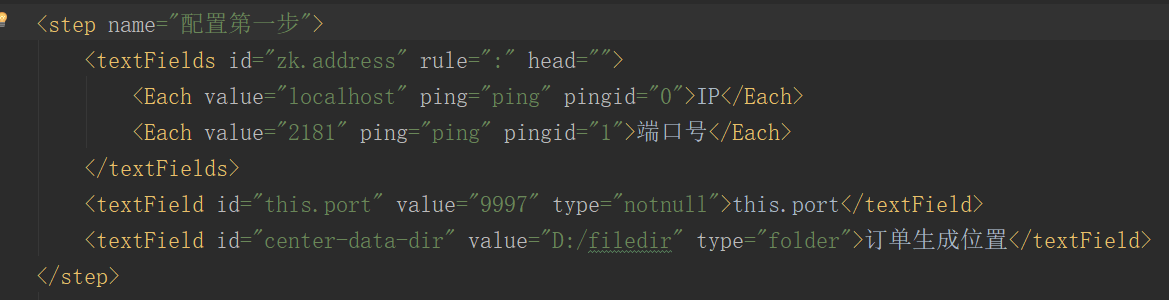 <step name="配置第一步">
<textFields id="zk.address" rule=":" head="">
<Each value="localhost" ping="ping" pingid="0">IP</Each>
<Each value="2181" ping="ping" pingid="1">端口号</Each>
</textFields>
<textField id="this.port" value="9997" type="notnull">this.port</textField>
<textField id="center-data-dir" value="D:/filedir" type="folder">订单生成位置</textField>
</step>